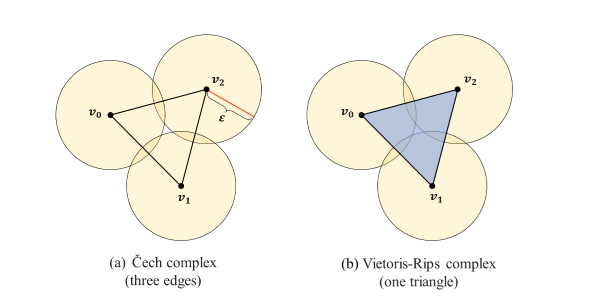 v₂
v₀
ε
v₁
(a) Čech complex
(three edges)
v₂
v₀
v₁
(b) Vietoris-Rips complex
(one triangle)